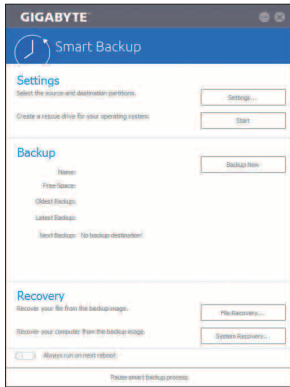 GIGABYTE™
Smart Backup
Settings
Select the source and destination partitions.
Settings...
Create a rescue drive for your operating system.
Start
Backup
Backup Now
Name:
Free Space:
Oldest Backup:
Latest Backup:
Next Backup: No backup destination!
Recovery
Recover your file from the backup image.
File Recovery...
Recover your computer from the backup image.
System Recovery...
Always run on next reboot
Pause smart backup process